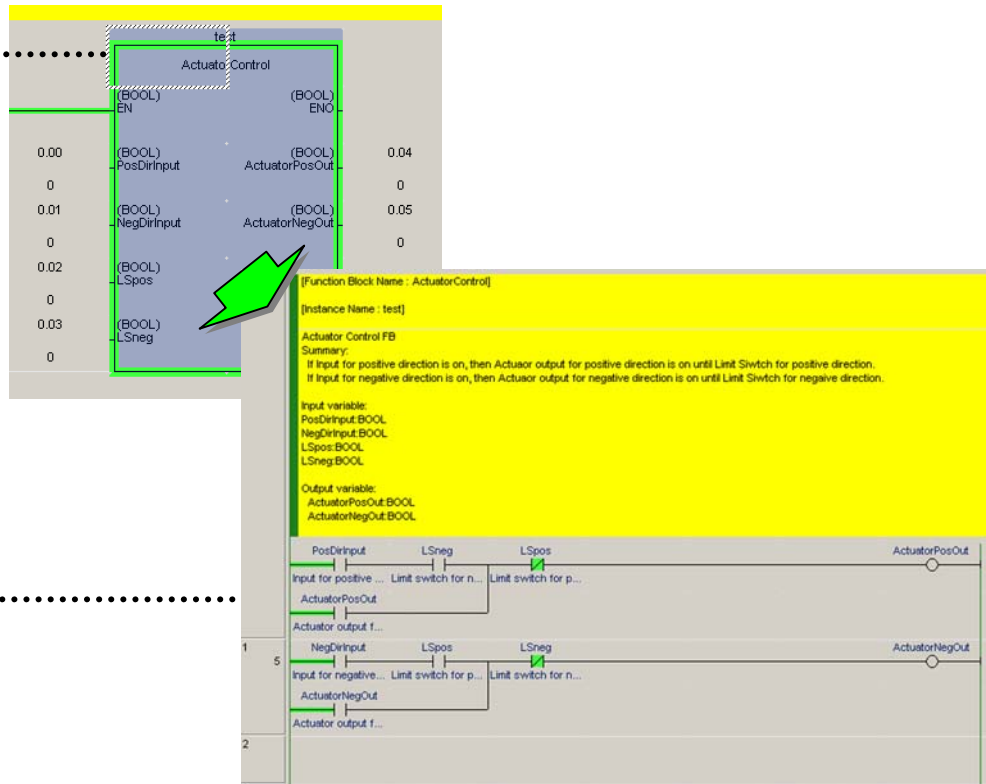 test
ActuatorControl
(BOOL) (BOOL)
EN ENO
0.00 (BOOL) (BOOL) 0.04
PosDirInput ActuatorPosOut
0 0
0.01 (BOOL) (BOOL) 0.05
NegDirInput ActuatorNegOut
0 0
0.02 (BOOL)
LSpos
0
0.03 (BOOL)
LSneg
0
[Function Block Name : ActuatorControl]
[Instance Name : test]
Actuator Control FB
Summary:
If Input for positive direction is on, then Actuaor output for positive direction is on until Limit Siwtch for positive direction.
If Input for negative direction is on, then Actuaor output for negative direction is on until Limit Siwtch for negaive direction.
Input variable:
PosDirInput:BOOL
NegDirInput:BOOL
LSpos:BOOL
LSneg:BOOL
Output variable:
ActuatorPosOut:BOOL
ActuatorNegOut:BOOL
PosDirInput LSneg LSpos ActuatorPosOut
Input for positive ... Limit switch for n... Limit switch for p...
ActuatorPosOut
Actuator output f...
1 NegDirInput LSpos LSneg ActuatorNegOut
5
Input for negative... Limit switch for p... Limit switch for n...
ActuatorNegOut
Actuator output f...
2